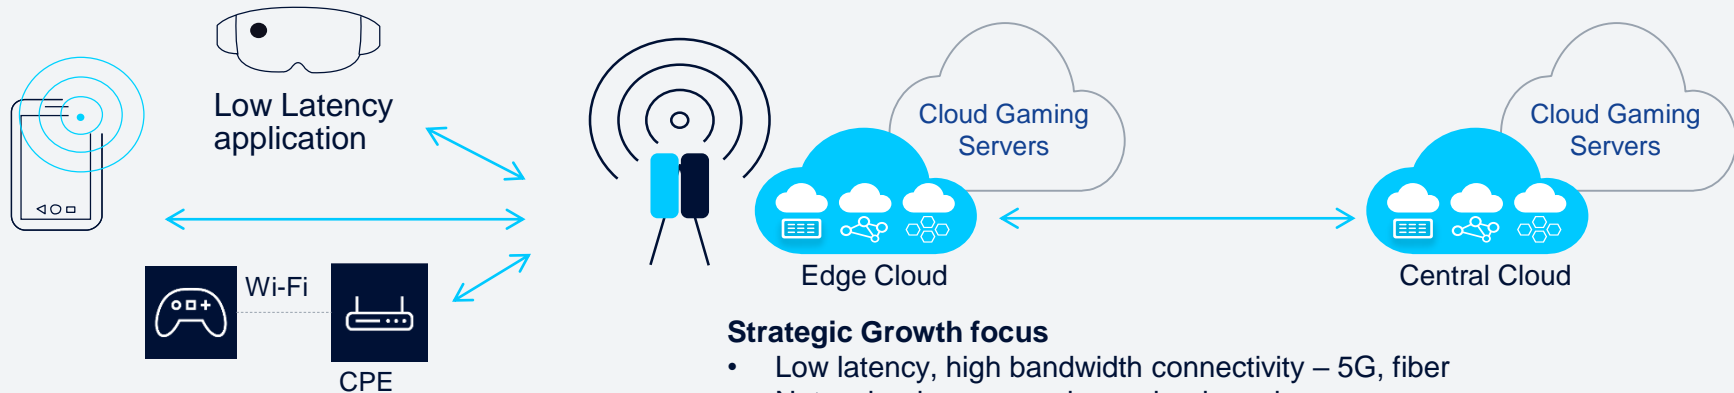 Low Latency
application
Cloud Gaming
Servers
Cloud Gaming
Servers
Wi-Fi
CPE
Edge Cloud
Central Cloud
Strategic Growth focus
• Low latency, high bandwidth connectivity – 5G, fiber